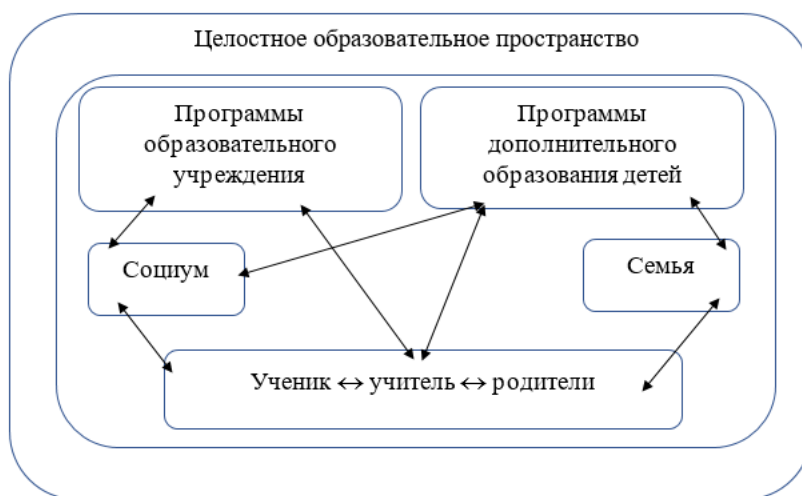 Целостное образовательное пространство
Программы
образовательного
учреждения
Программы
дополнительного
образования детей
Социум
Семья
Ученик ↔ учитель ↔ родители